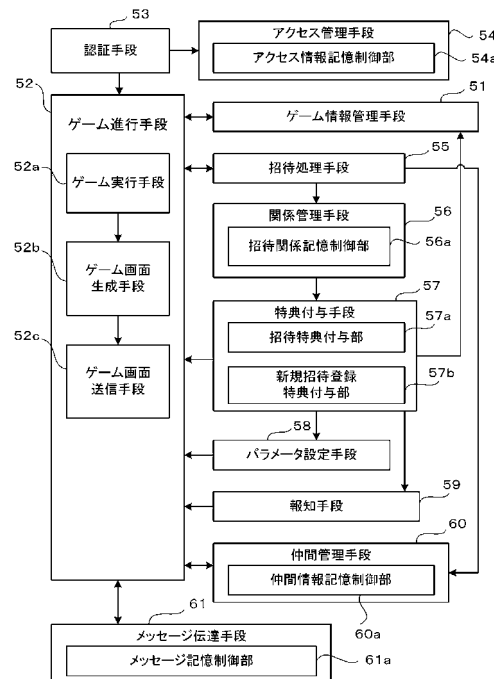 53
認証手段
アクセス管理手段
54
アクセス情報記憶制御部
54a
52
ゲーム進行手段
51
ゲーム情報管理手段
55
招待処理手段
52a
ゲーム実行手段
関係管理手段
56
招待関係記憶制御部
56a
52b
ゲーム画面
生成手段
57
特典付与手段
57a
招待特典付与部
52c
ゲーム画面
送信手段
新規招待登録
特典付与部
57b
58
パラメータ設定手段
59
報知手段
60
仲間管理手段
仲間情報記憶制御部
60a
61
メッセージ伝達手段
メッセージ記憶制御部
61a